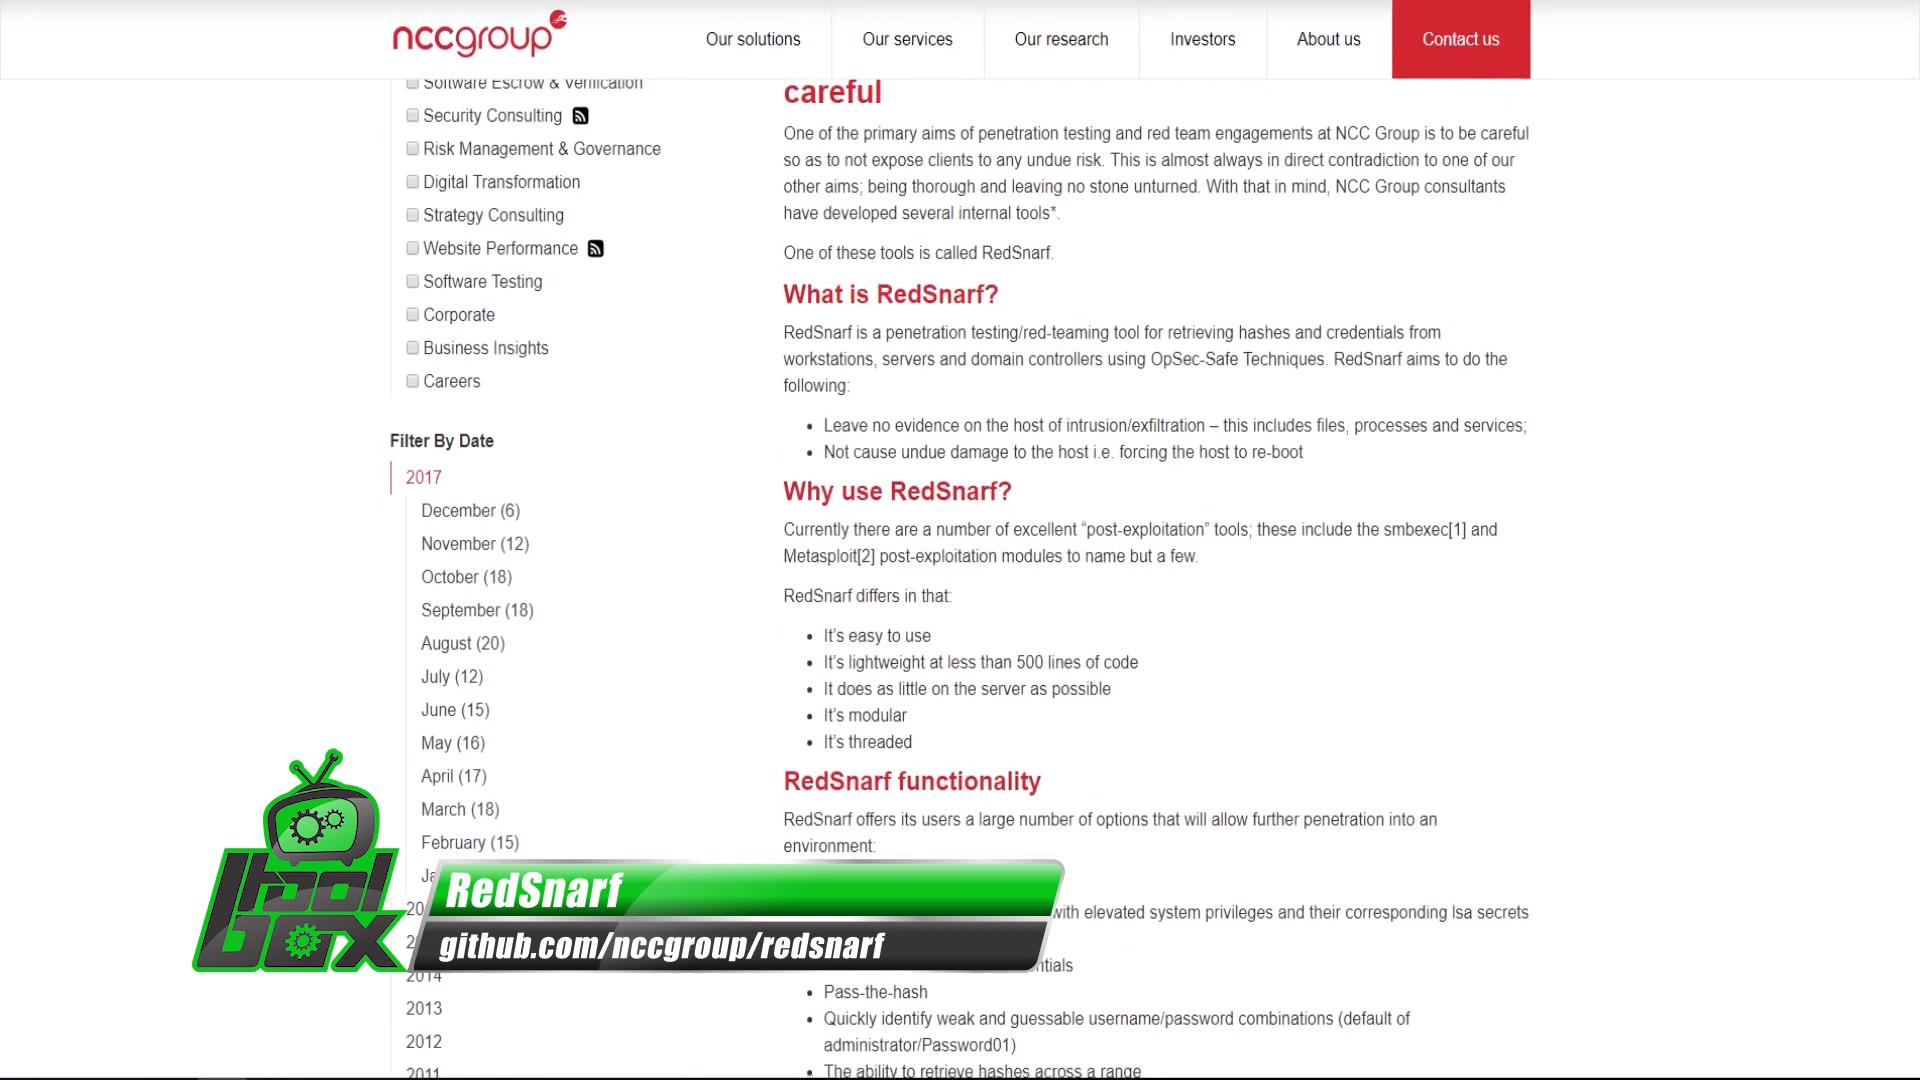 nccgroup
Our solutions
Our services
Our research
Investors
About us
Contact us
Software Escrow & Verification
Security Consulting
Risk Management & Governance
Digital Transformation
Strategy Consulting
Website Performance
Software Testing
Corporate
Business Insights
Careers
Filter By Date
2017
December (6)
November (12)
October (18)
September (18)
August (20)
July (12)
June (15)
May (16)
April (17)
March (18)
February (15)
2014
2013
2012
2011
careful
One of the primary aims of penetration testing and red team engagements at NCC Group is to be careful
so as to not expose clients to any undue risk. This is almost always in direct contradiction to one of our
other aims; being thorough and leaving no stone unturned. With that in mind, NCC Group consultants
have developed several internal tools*.
One of these tools is called RedSnarf.
What is RedSnarf?
RedSnarf is a penetration testing/red-teaming tool for retrieving hashes and credentials from
workstations, servers and domain controllers using OpSec-Safe Techniques. RedSnarf aims to do the
following:
• Leave no evidence on the host of intrusion/exfiltration – this includes files, processes and services;
• Not cause undue damage to the host i.e. forcing the host to re-boot
Why use RedSnarf?
Currently there are a number of excellent “post-exploitation” tools; these include the smbexec[1] and
Metasploit[2] post-exploitation modules to name but a few.
RedSnarf differs in that:
• It’s easy to use
• It’s lightweight at less than 500 lines of code
• It does as little on the server as possible
• It’s modular
• It’s threaded
RedSnarf functionality
RedSnarf offers its users a large number of options that will allow further penetration into an
environment:
with elevated system privileges and their corresponding lsa secrets
• Pass-the-hash
• Quickly identify weak and guessable username/password combinations (default of
administrator/Password01)
• The ability to retrieve hashes across a range
tool
box
RedSnarf
github.com/nccgroup/redsnarf